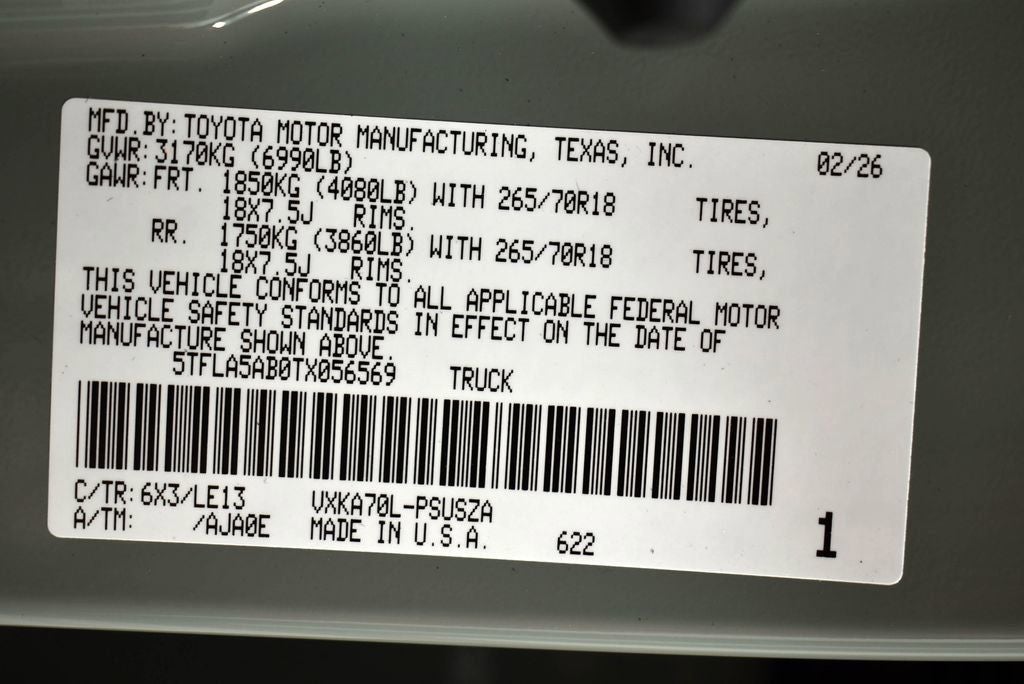 MFD.BY: TOYOTA MOTOR MANUFACTURING, TEXAS, INC. 02/26
GVWR: 3170KG (6990LB)
GAWR: FRT. 1850KG (4080LB) WITH 265/70R18 TIRES,
18X7.5J RIMS.
RR. 1750KG (3860LB) WITH 265/70R18 TIRES,
18X7.5J RIMS.
THIS VEHICLE CONFORMS TO ALL APPLICABLE FEDERAL MOTOR
VEHICLE SAFETY STANDARDS IN EFFECT ON THE DATE OF
MANUFACTURE SHOWN ABOVE.
5TFLA5AB0TX056569 TRUCK
C/TR: 6X3/LE13 VXKA70L-PSUSZA
A/TM: /AJA0E MADE IN U.S.A. 622 1